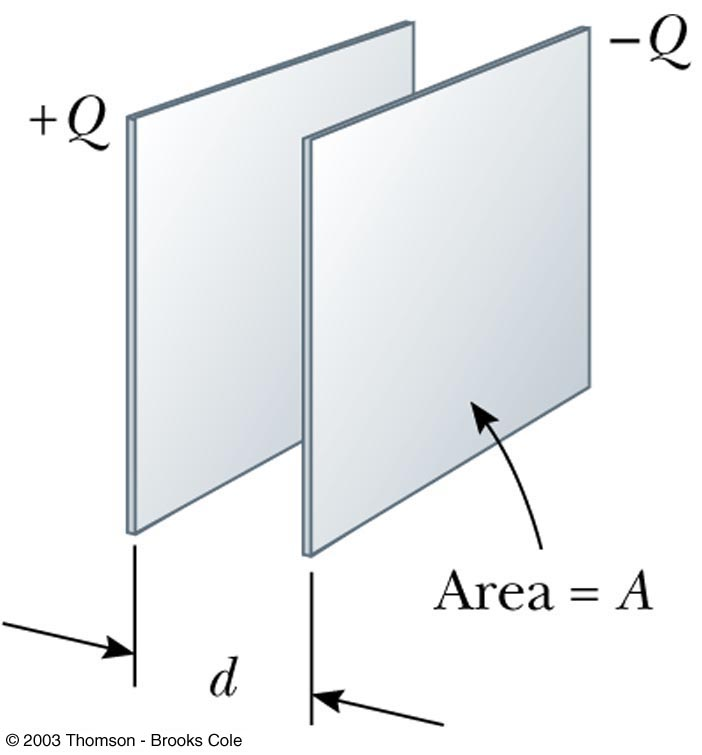 −Q
+Q
Area = A
d
© 2003 Thomson - Brooks Cole